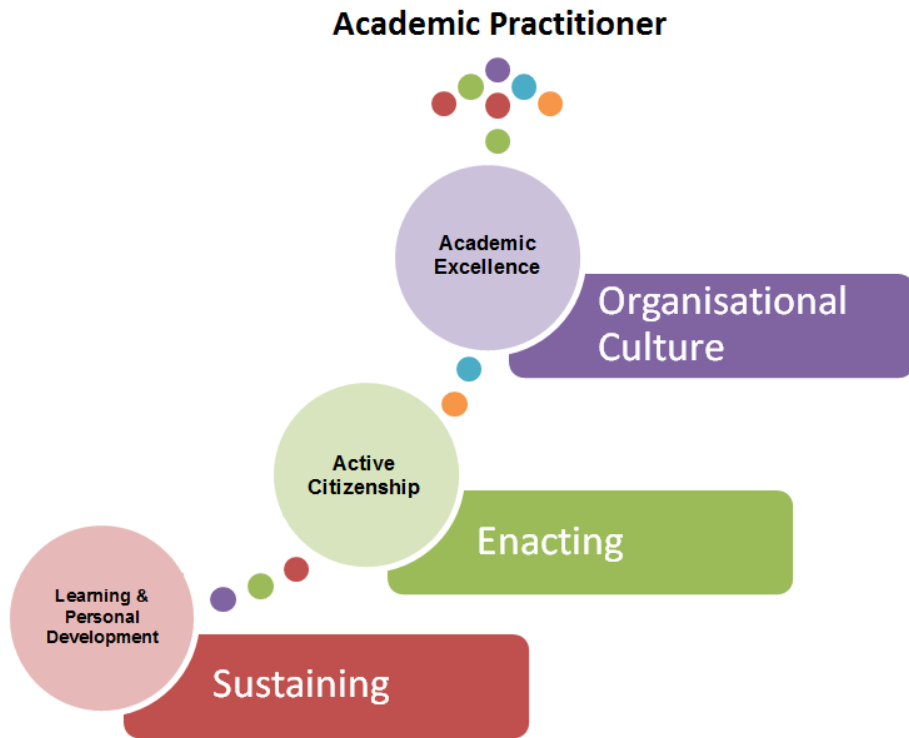 Academic Practitioner
Academic
Excellence
Organisational
Culture
Active
Citizenship
Enacting
Learning &
Personal
Development
Sustaining